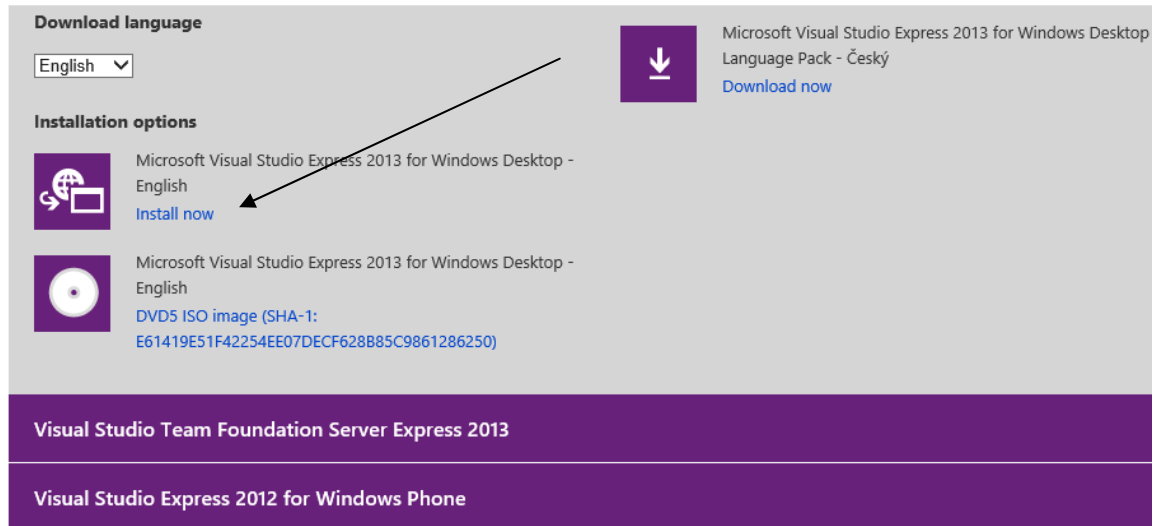 Download language
English
Installation options
Microsoft Visual Studio Express 2013 for Windows Desktop -
English
Install now
Microsoft Visual Studio Express 2013 for Windows Desktop -
English
DVD5 ISO image (SHA-1:
E61419E51F42254EE07DECF628B85C9861286250)
Microsoft Visual Studio Express 2013 for Windows Desktop
Language Pack - Český
Download now
Visual Studio Team Foundation Server Express 2013
Visual Studio Express 2012 for Windows Phone